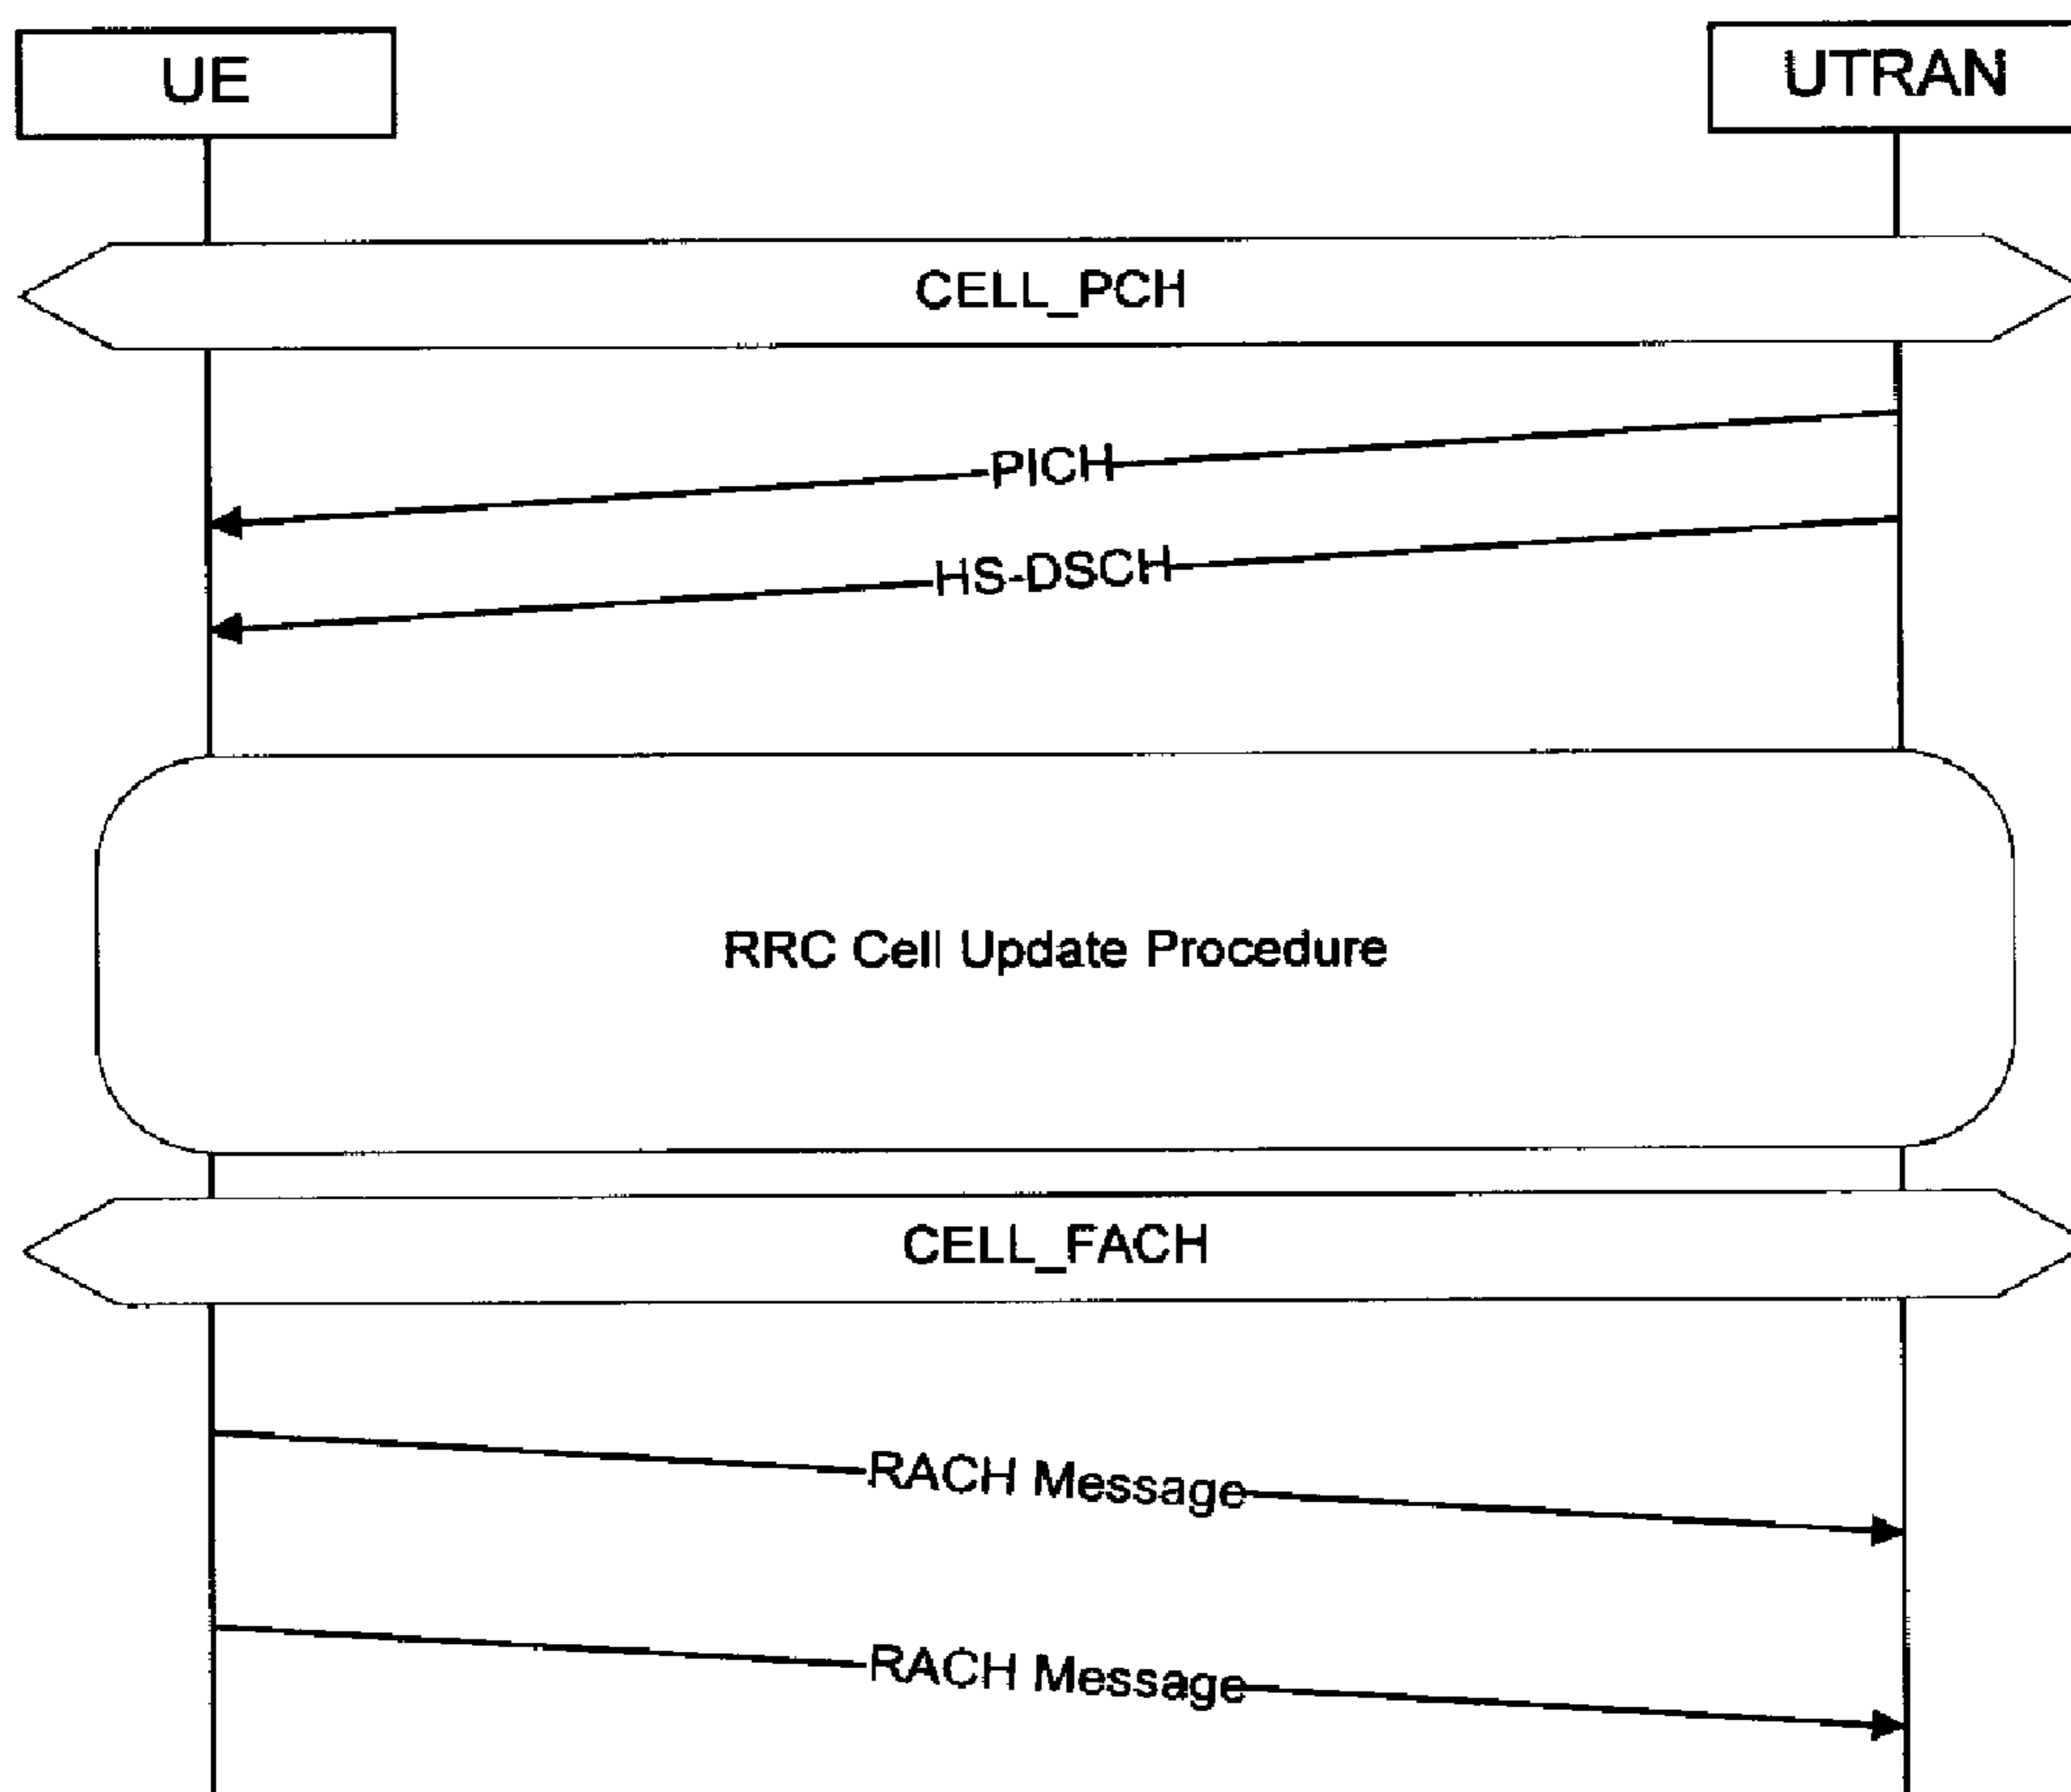 UE
UTRAN
CELL_PCH
PICH
HS-DSCH
RRC Cell Update Procedure
CELL_FACH
RACH Message
RACH Message